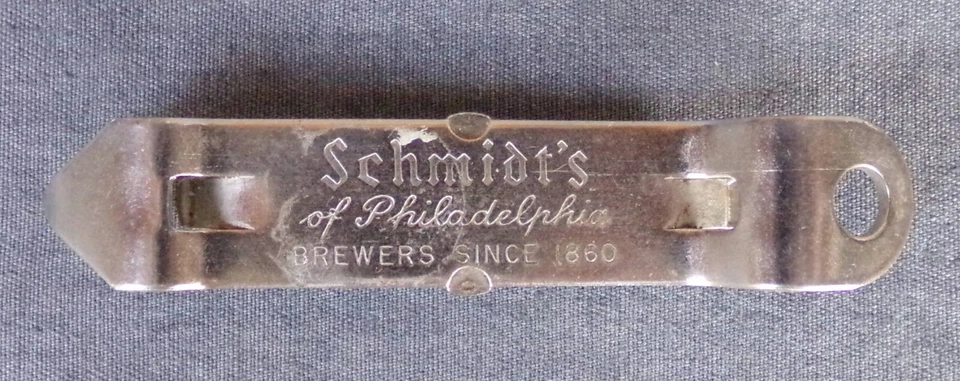 Schmidt's
of Philadelphia
BREWERS SINCE 1860